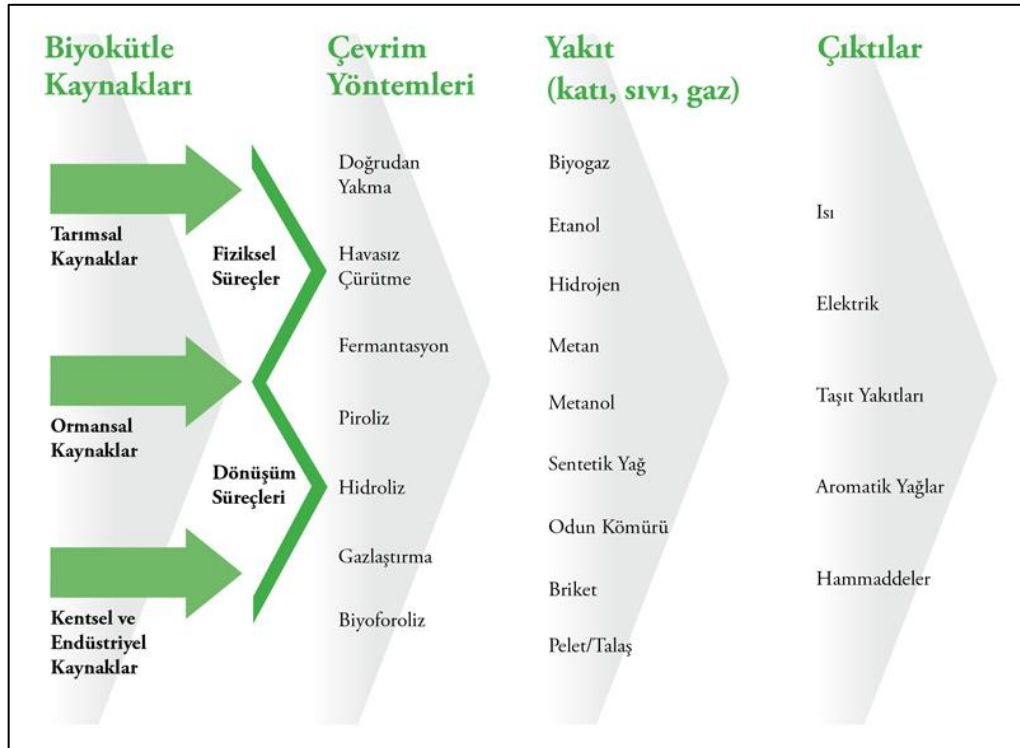 Biyokütle
Kaynakları
Tarımsal
Kaynaklar
Ormansal
Kaynaklar
Kentsel ve
Endüstriyel
Kaynaklar
Fiziksel
Süreçler
Dönüşüm
Süreçleri
Çevrim
Yöntemleri
Doğrudan
Yakma
Havasız
Çürütme
Fermantasyon
Piroliz
Hidroliz
Gazlaştırma
Biyoforoliz
Yakıt
(katı, sıvı, gaz)
Biyogaz
Etanol
Hidrojen
Metan
Metanol
Sentetik Yağ
Odun Kömürü
Briket
Pelet/Talaş
Çıktılar
Isı
Elektrik
Taşıt Yakıtları
Aromatik Yağlar
Hammaddeler